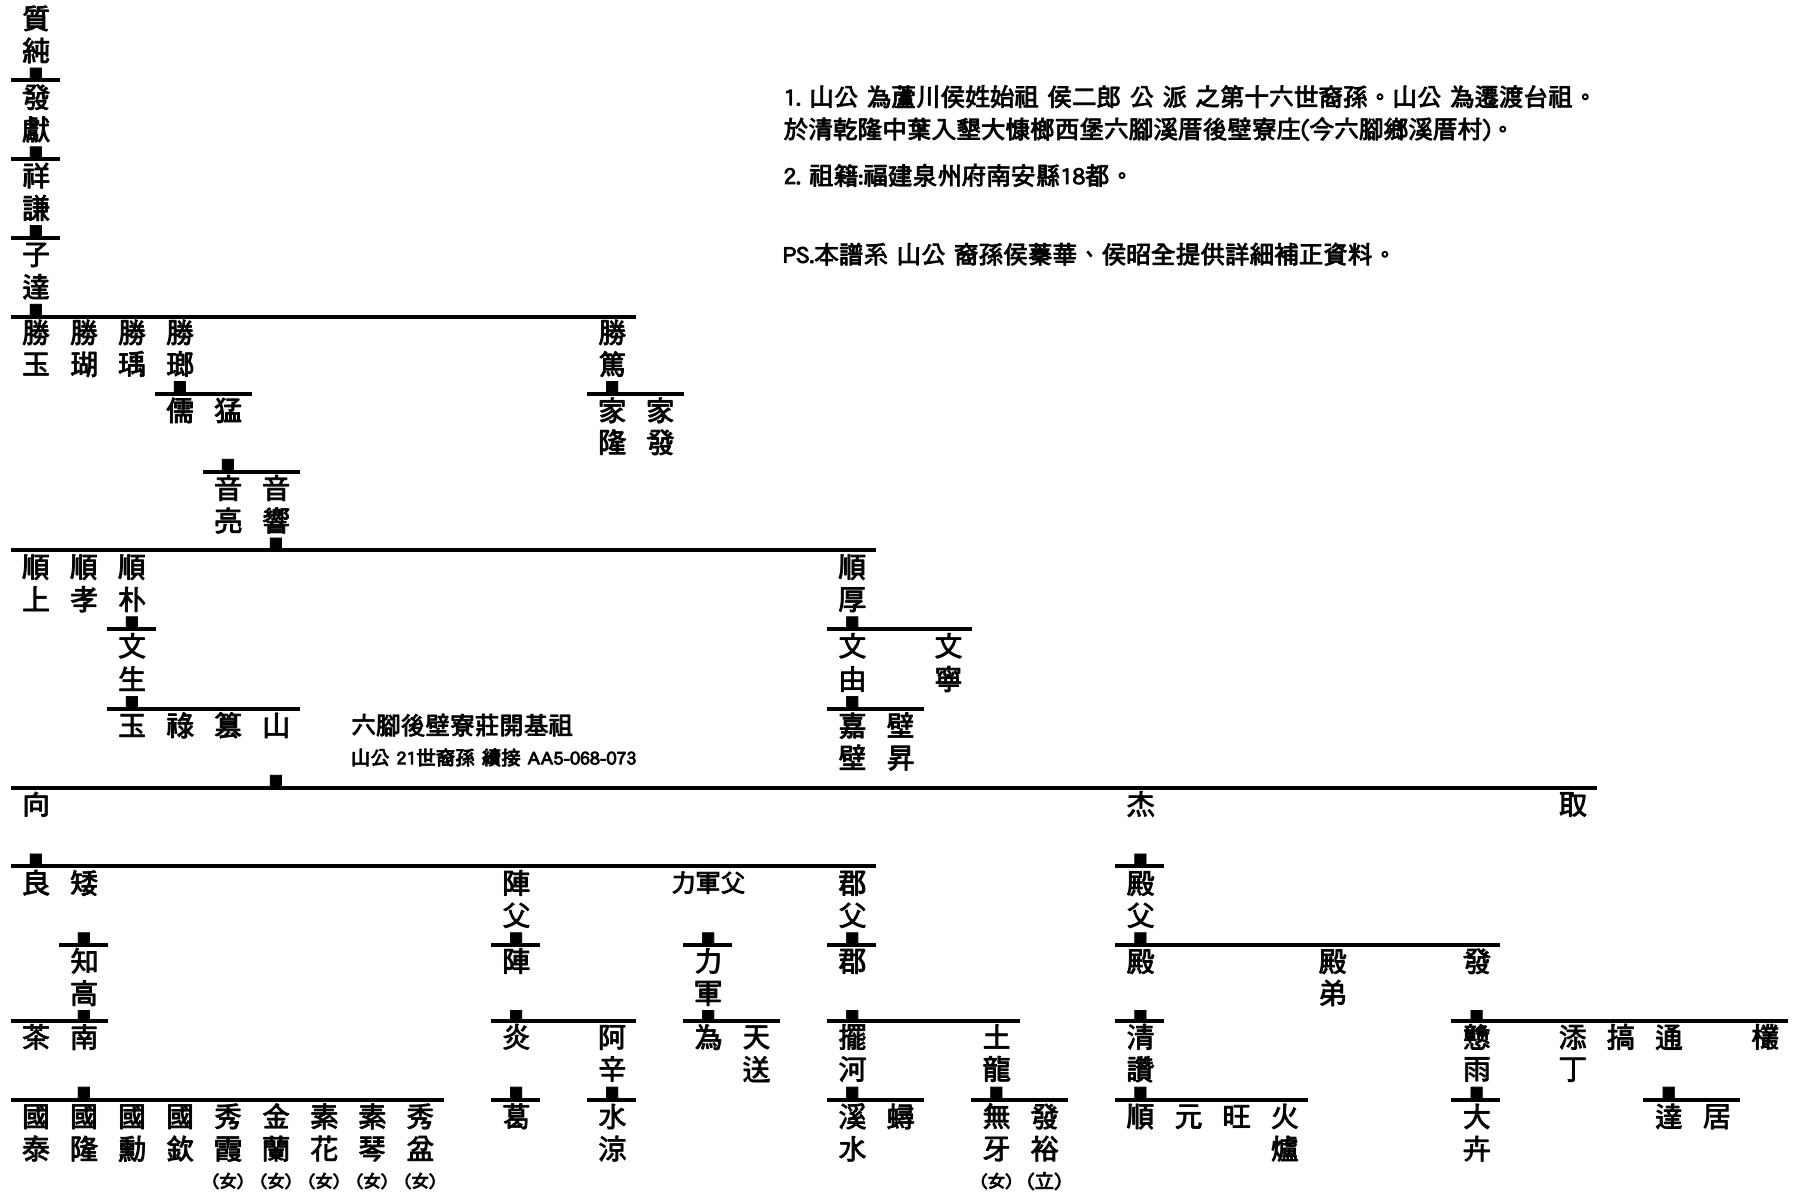 質純
發獻
祥謙
子達
1. 山公 為蘆川侯姓始祖 侯二郎 公 派 之第十六世裔孫。山公 為遷渡台祖。
於清乾隆中葉入墾大慷榔西堡六腳溪厝後壁寮庄(今六腳鄉溪厝村)。
2. 祖籍:福建泉州府南安縣18都。
PS.本譜系 山公 裔孫侯蓁華、侯昭全提供詳細補正資料。
勝玉 勝瑚 勝瑀 勝瑯 勝篤
儒 猛 家隆 家發
音亮 音響
順上 順孝 順朴 順厚
文生 文由 文寧
玉 祿 篡 山 六腳後壁寮莊開基祖 嘉壁 壁昇
山公 21世裔孫 續接 AA5-068-073
向 杰 取
良 矮 陣父 力軍父 郡父 殿父
知高 陣 力軍 郡 殿 殿弟 發
茶 南 炎 阿辛 為 天送 擺河 土龍 清讚 戇雨 添丁 搞 通 欉
國泰 國隆 國勳 國欽 秀霞(女) 金蘭(女) 素花(女) 素琴(女) 秀盆(女) 葛 水涼 溪水 蟳 無牙(女) 發裕(立) 順 元 旺 火爐 大卉 達 居